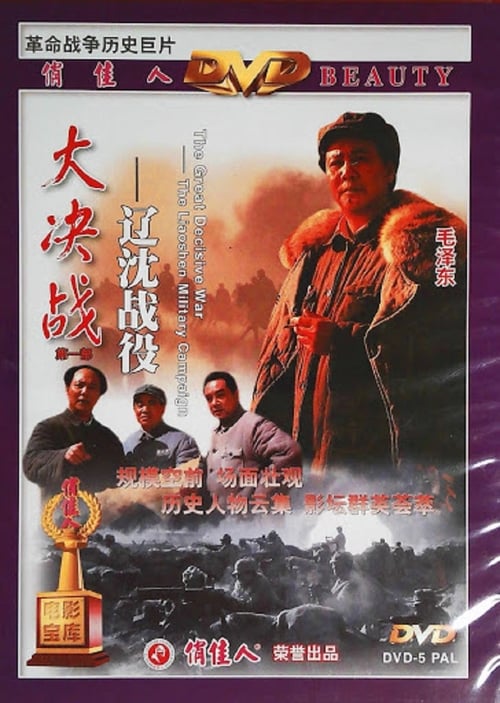 革命战争历史巨片
俏佳人 DVD BEAUTY
大决战
第一部
——辽沈战役
The Great Decisive War
—— The Liaoshen Military Campaign
毛泽东
规模空前 场面壮观
历史人物云集 影坛群英荟萃
俏佳人
电影
宝库
俏佳人® 荣誉出品
DVD
DVD-5 PAL